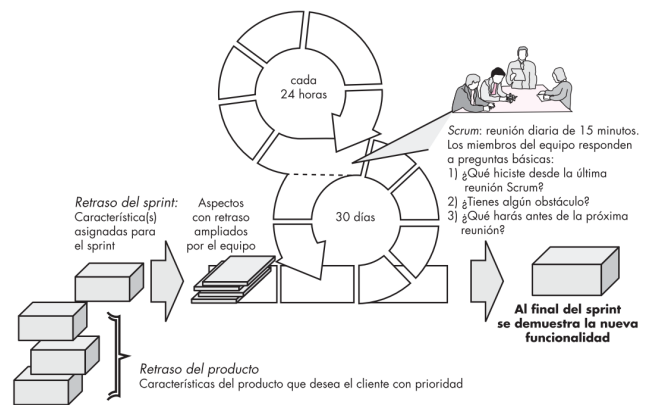 cada
24 horas
Scrum: reunión diaria de 15 minutos.
Los miembros del equipo responden
a preguntas básicas:
1) ¿Qué hiciste desde la última
reunión Scrum?
2) ¿Tienes algún obstáculo?
3) ¿Qué harás antes de la próxima
reunión?
Retraso del sprint:
Característica(s)
asignadas para
el sprint
Aspectos
con retraso
ampliados
por el equipo
30 días
Al final del sprint
se demuestra la nueva
funcionalidad
Retraso del producto
Características del producto que desea el cliente con prioridad